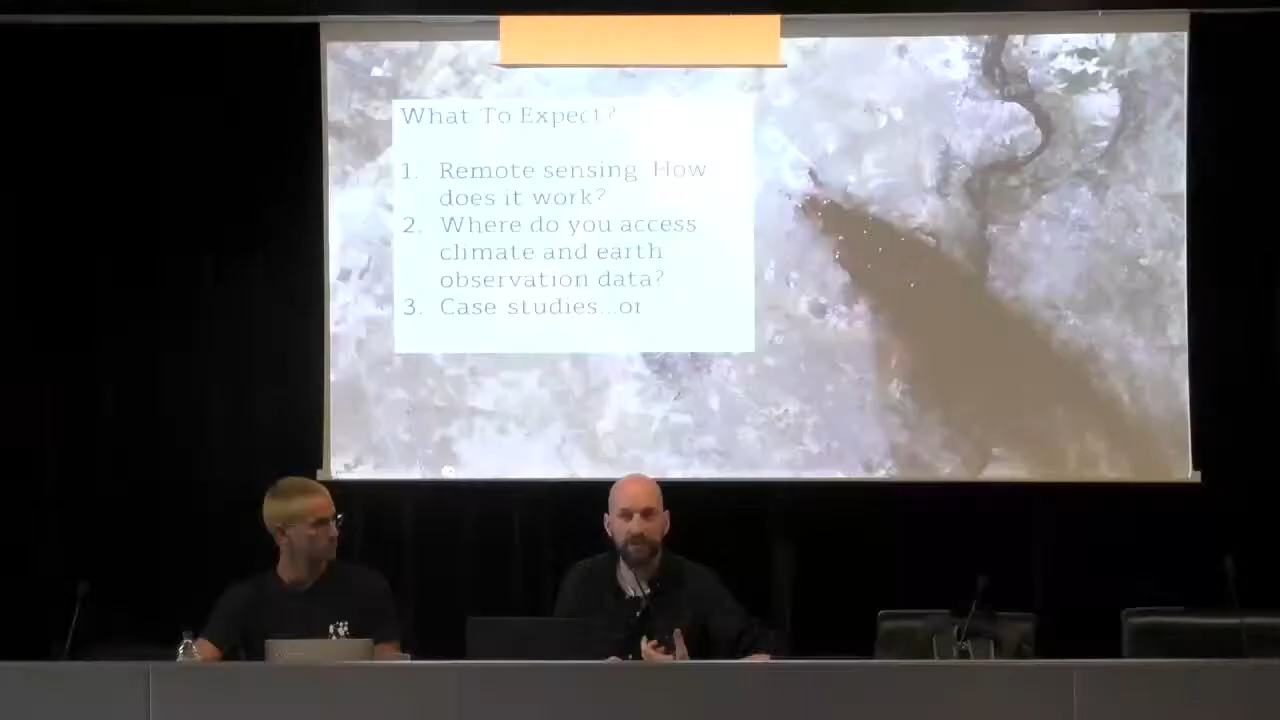 What To Expect?
1. Remote sensing How
does it work?
2. Where do you access
climate and earth
observation data?
3. Case studies...or